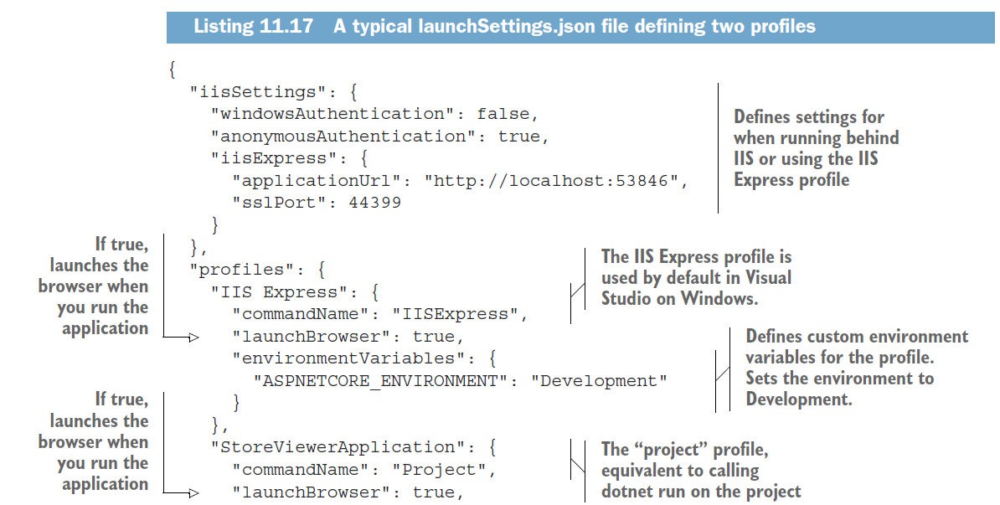 Listing 11.17 A typical launchSettings.json file defining two profiles
{
"iisSettings": {
"windowsAuthentication": false,
"anonymousAuthentication": true,
"iisExpress": {
"applicationUrl": "http://localhost:53846",
"sslPort": 44399
}
},
Defines settings for
when running behind
IIS or using the IIS
Express profile
"profiles": {
"IIS Express": {
"commandName": "IISExpress",
"launchBrowser": true,
"environmentVariables": {
"ASPNETCORE_ENVIRONMENT": "Development"
}
},
If true,
launches the
browser when
you run the
application
The IIS Express profile is
used by default in Visual
Studio on Windows.
Defines custom environment
variables for the profile.
Sets the environment to
Development.
"StoreViewerApplication": {
"commandName": "Project",
"launchBrowser": true,
If true,
launches the
browser when
you run the
application
The “project” profile,
equivalent to calling
dotnet run on the project